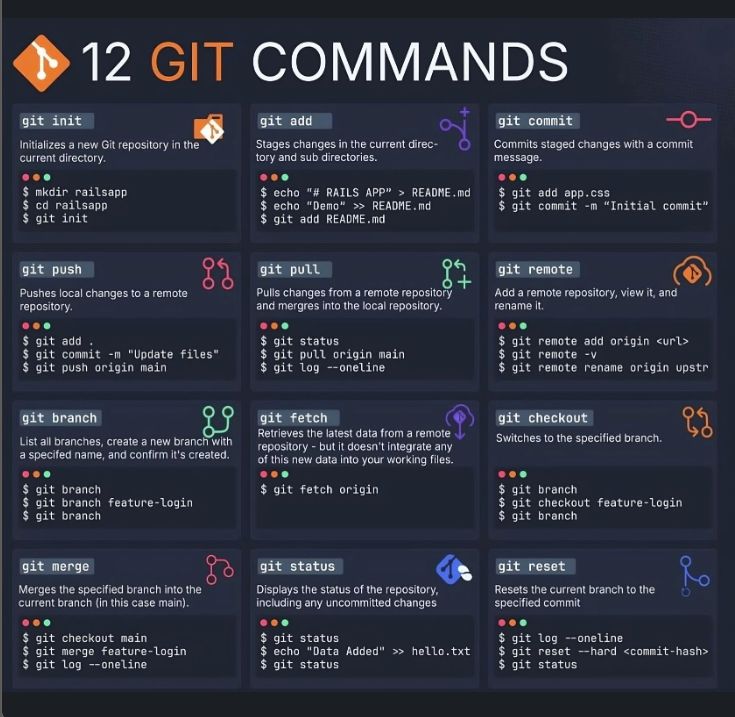 12 GIT COMMANDS
git init
Initializes a new Git repository in the
current directory.
$ mkdir railsapp
$ cd railsapp
$ git init
git add
Stages changes in the current direc-
tory and sub directories.
$ echo “# RAILS APP” > README.md
$ echo “Demo” >> README.md
$ git add README.md
git commit
Commits staged changes with a commit
message.
$ git add app.css
$ git commit -m “Initial commit”
git push
Pushes local changes to a remote
repository.
$ git add .
$ git commit -m "Update files"
$ git push origin main
git pull
Pulls changes from a remote repository
and mergres into the local repository.
$ git status
$ git pull origin main
$ git log --oneline
git remote
Add a remote repository, view it, and
rename it.
$ git remote add origin <url>
$ git remote -v
$ git remote rename origin upstr
git branch
List all branches, create a new branch with
a specifed name, and confirm it's created.
$ git branch
$ git branch feature-login
$ git branch
git fetch
Retrieves the latest data from a remote
repository - but it doesn't integrate any
of this new data into your working files.
$ git fetch origin
git checkout
Switches to the specified branch.
$ git branch
$ git checkout feature-login
$ git branch
git merge
Merges the specified branch into the
current branch (in this case main).
$ git checkout main
$ git merge feature-login
$ git log --oneline
git status
Displays the status of the repository,
including any uncommitted changes
$ git status
$ echo "Data Added" >> hello.txt
$ git status
git reset
Resets the current branch to the
specified commit
$ git log --oneline
$ git reset --hard <commit-hash>
$ git status